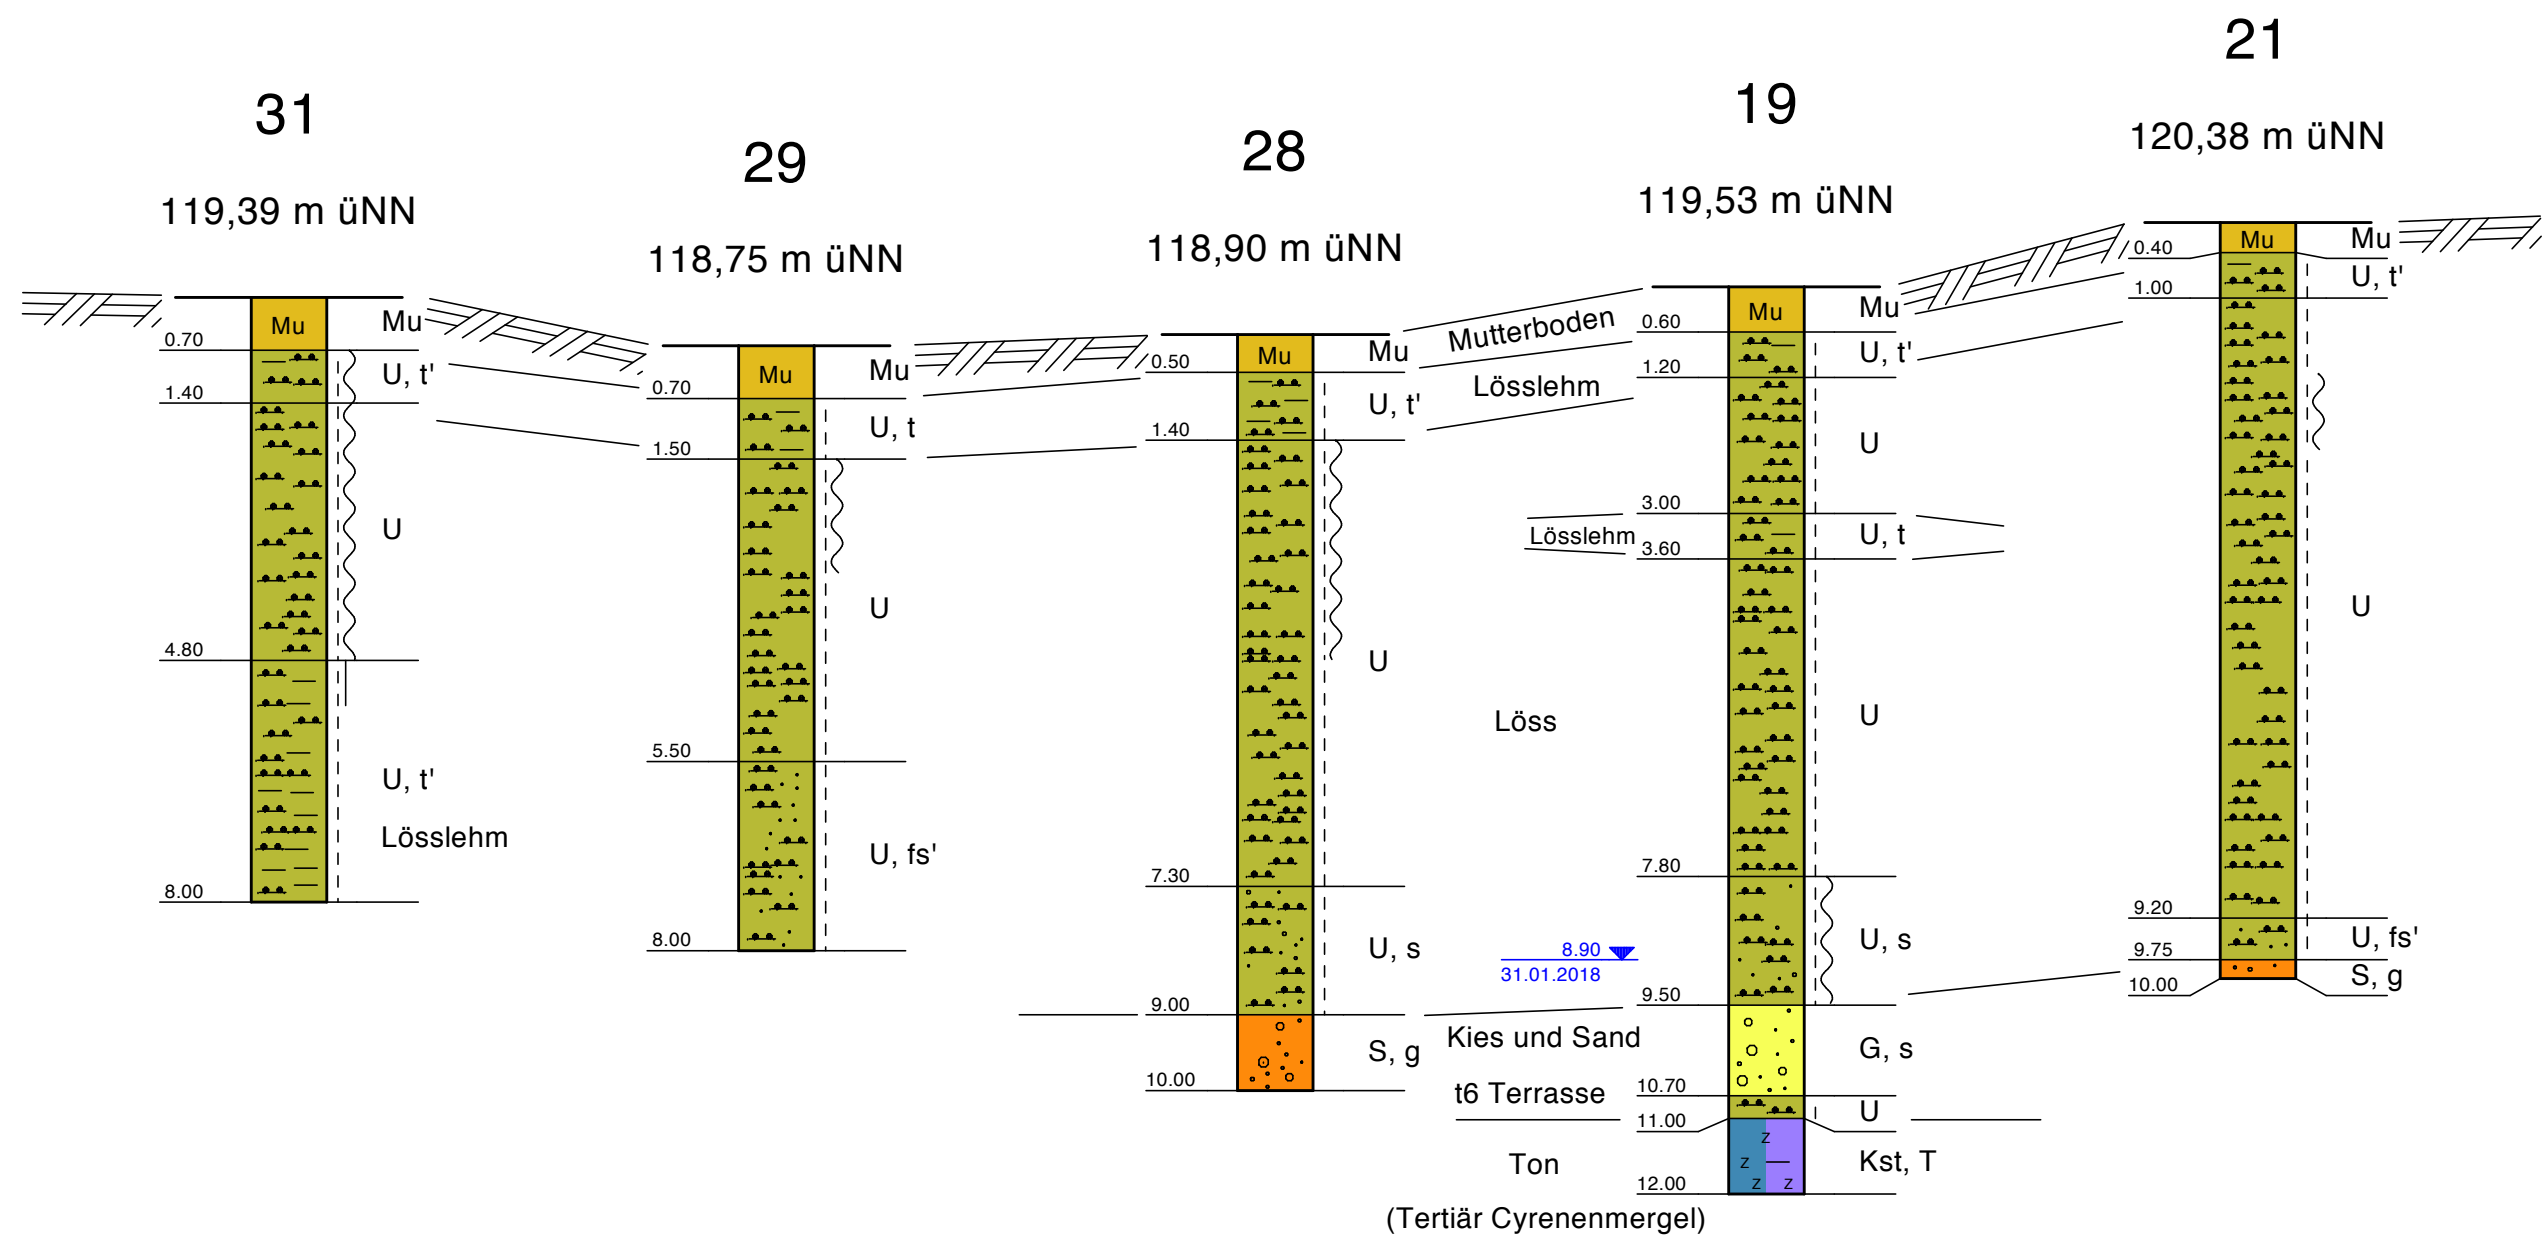 31
119,39 m üNN
Mu
Mu
0.70
U, t'
1.40
U
4.80
U, t'
Lösslehm
8.00
29
118,75 m üNN
Mu
Mu
0.70
U, t
1.50
U
5.50
U, fs'
8.00
28
118,90 m üNN
Mu
Mu
0.50
U, t'
1.40
U
7.30
U, s
9.00
S, g
10.00
Mutterboden
Lösslehm
Lösslehm
Löss
8.90
31.01.2018
Kies und Sand
t6 Terrasse
Ton
(Tertiär Cyrenenmergel)
19
119,53 m üNN
Mu
Mu
0.60
U, t'
1.20
U
3.00
U, t
3.60
U
7.80
U, s
9.50
G, s
10.70
U
11.00
z
z
z z
Kst, T
12.00
21
120,38 m üNN
Mu
Mu
0.40
U, t'
1.00
U
9.20
U, fs'
9.75
S, g
10.00